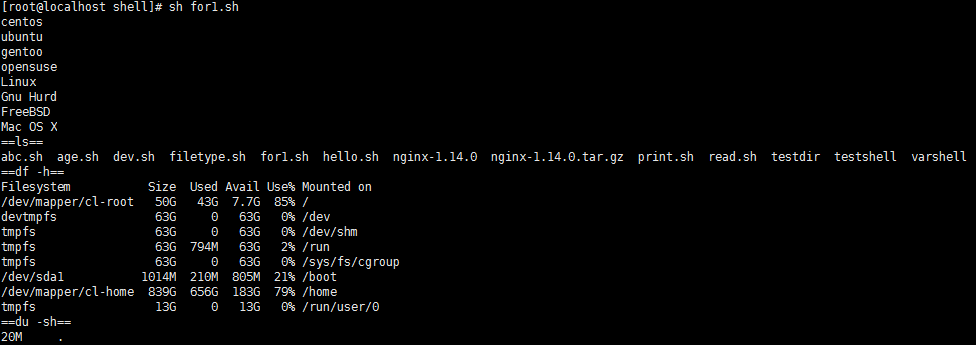 [root@localhost shell]# sh for1.sh
centos
ubuntu
gentoo
opensuse
Linux
Gnu Hurd
FreeBSD
Mac OS X
==ls==
abc.sh  age.sh  dev.sh  filetype.sh  for1.sh  hello.sh  nginx-1.14.0  nginx-1.14.0.tar.gz  print.sh  read.sh  testdir  testshell  varshell
==df -h==
Filesystem           Size  Used Avail Use% Mounted on
/dev/mapper/cl-root   50G   43G  7.7G  85% /
devtmpfs              63G     0   63G   0% /dev
tmpfs                 63G     0   63G   0% /dev/shm
tmpfs                 63G  794M   63G   2% /run
tmpfs                 63G     0   63G   0% /sys/fs/cgroup
/dev/sda1           1014M  210M  805M  21% /boot
/dev/mapper/cl-home  839G  656G  183G  79% /home
tmpfs                 13G     0   13G   0% /run/user/0
==du -sh==
20M     .